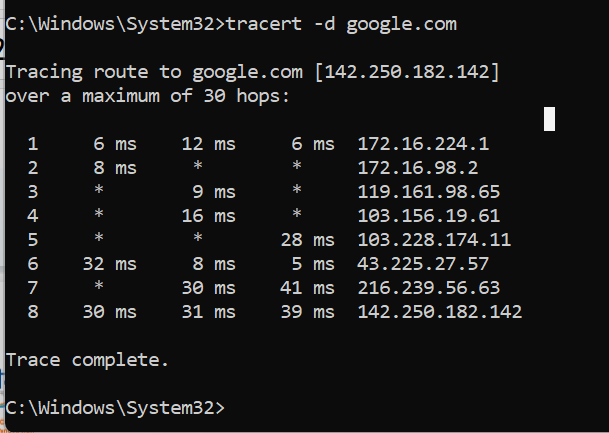 C:\Windows\System32>tracert -d google.com
Tracing route to google.com [142.250.182.142]
over a maximum of 30 hops:
1 6 ms 12 ms 6 ms 172.16.224.1
2 8 ms * * 172.16.98.2
3 * 9 ms * 119.161.98.65
4 * 16 ms * 103.156.19.61
5 * * 28 ms 103.228.174.11
6 32 ms 8 ms 5 ms 43.225.27.57
7 * 30 ms 41 ms 216.239.56.63
8 30 ms 31 ms 39 ms 142.250.182.142
Trace complete.
C:\Windows\System32>